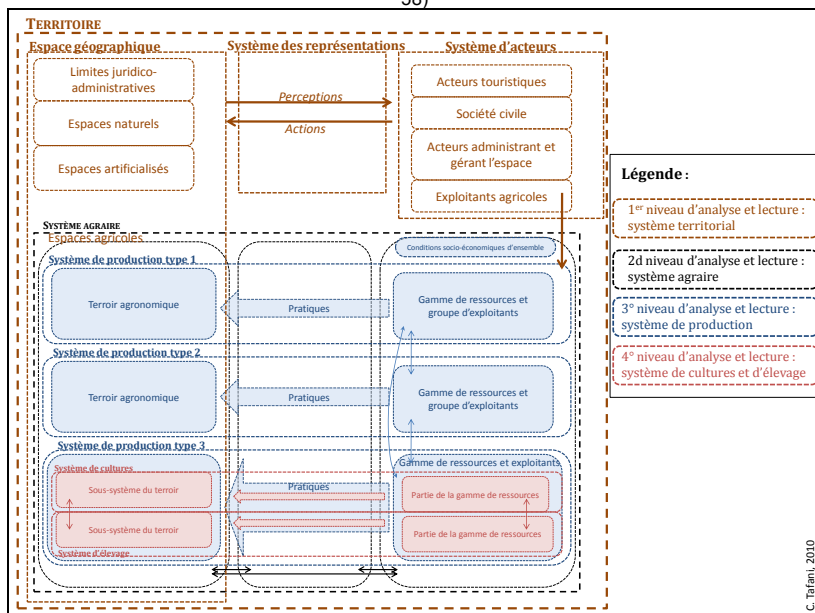 58)
TERRITOIRE
Espace géographique
Système des représentations
Système d'acteurs
Limites juridico-
administratives
Espaces naturels
Espaces artificialisés
Perceptions
Actions
Acteurs touristiques
Société civile
Acteurs administrant et
gérant l'espace
Exploitants agricoles
SYSTÈME AGRAIRE
Espaces agricoles
Conditions socio-économiques d'ensemble
Système de production type 1
Terroir agronomique
Pratiques
Gamme de ressources et
groupe d'exploitants
Système de production type 2
Terroir agronomique
Pratiques
Gamme de ressources et
groupe d'exploitants
Système de production type 3
Gamme de ressources et exploitants
Système de cultures
Sous-système du terroir
Pratiques
Partie de la gamme de ressources
Sous-système du terroir
Partie de la gamme de ressources
Système d'élevage
Légende :
1er niveau d'analyse et lecture :
système territorial
2d niveau d'analyse et lecture :
système agraire
3° niveau d'analyse et lecture :
système de production
4° niveau d'analyse et lecture :
système de cultures et d'élevage
C. Tafani, 2010